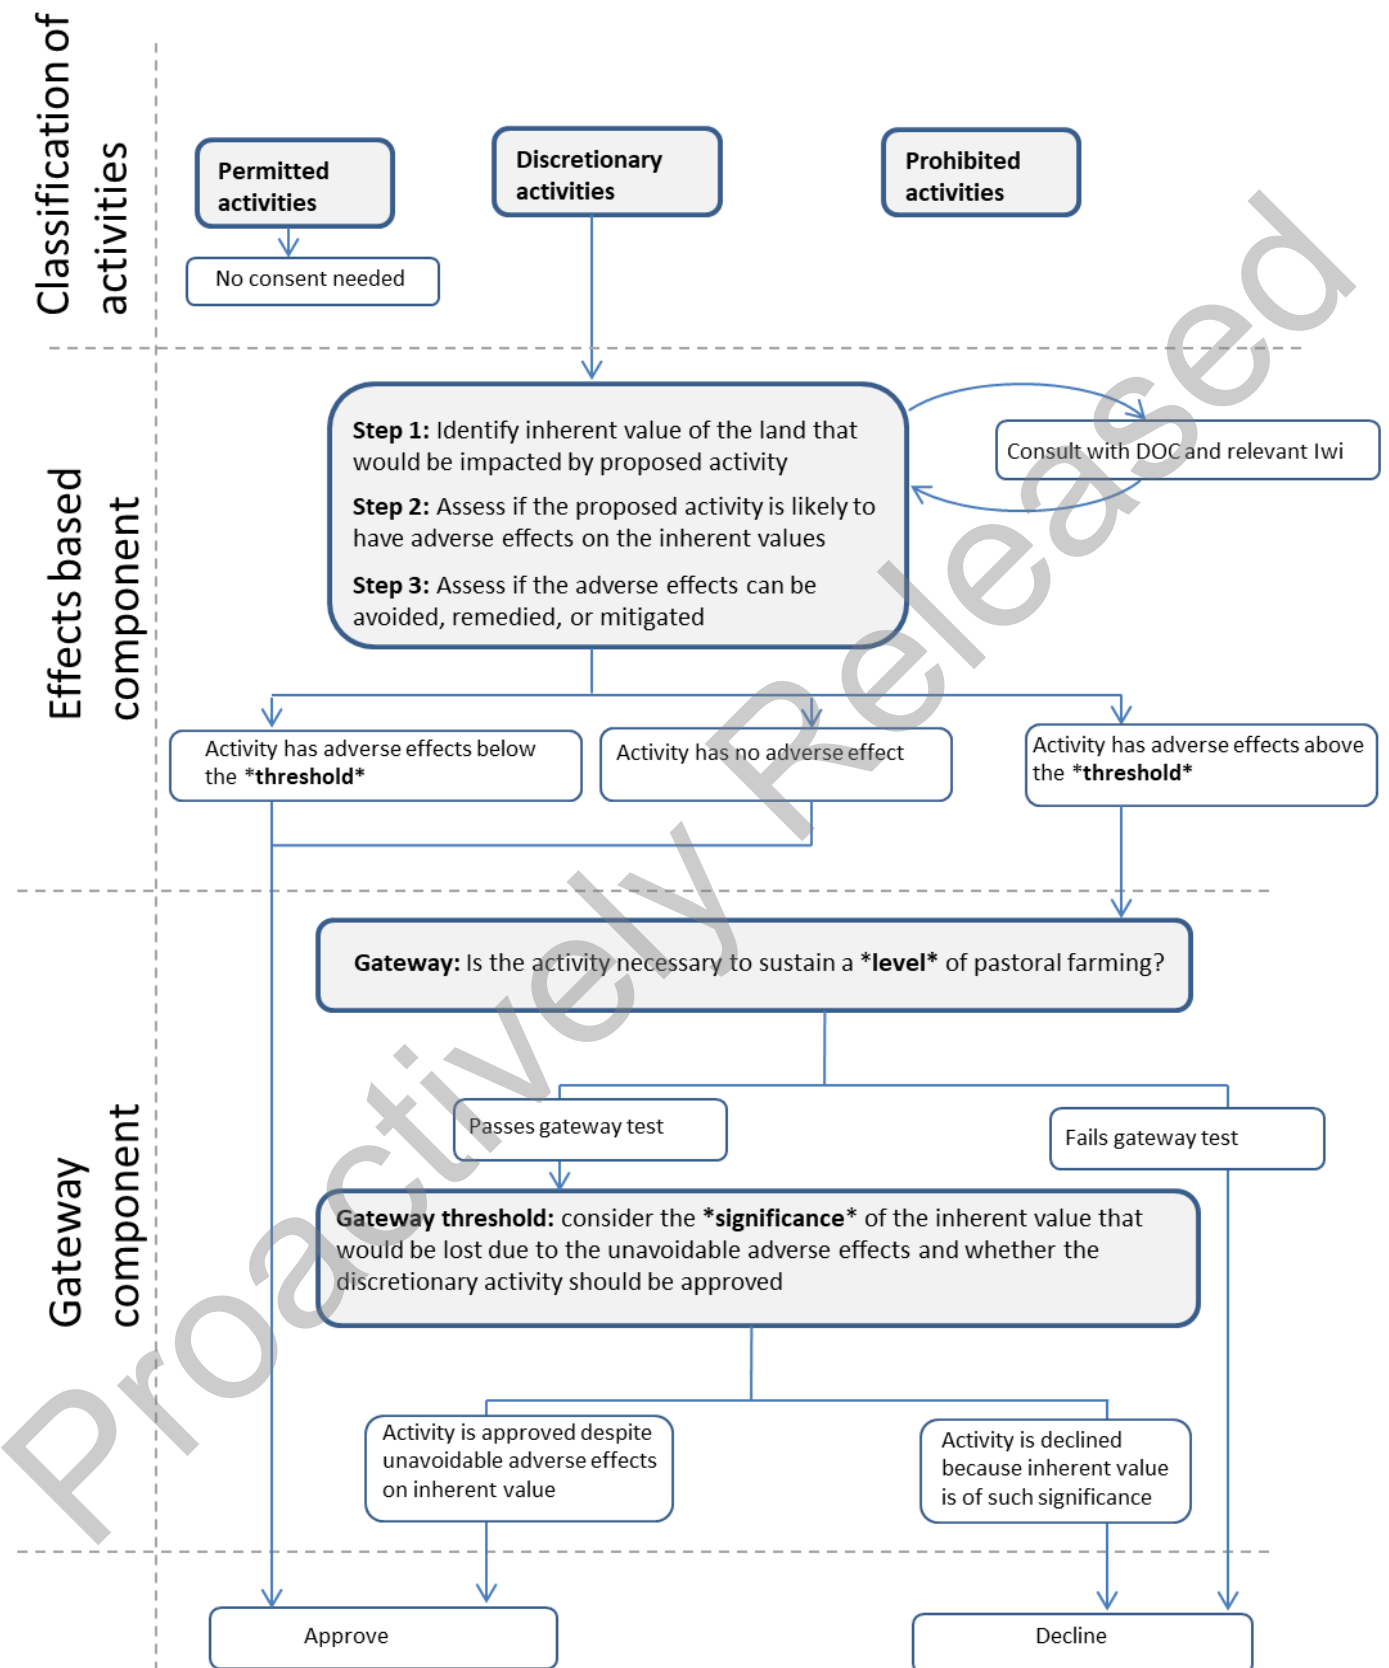 Classification of
activities
Permitted
activities
Discretionary
activities
Prohibited
activities
No consent needed
Effects based
component
Step 1: Identify inherent value of the land that
would be impacted by proposed activity
Step 2: Assess if the proposed activity is likely to
have adverse effects on the inherent values
Step 3: Assess if the adverse effects can be
avoided, remedied, or mitigated
Consult with DOC and relevant Iwi
Activity has adverse effects below
the *threshold*
Activity has no adverse effect
Activity has adverse effects above
the *threshold*
Gateway
component
Gateway: Is the activity necessary to sustain a *level* of pastoral farming?
Passes gateway test
Fails gateway test
Gateway threshold: consider the *significance* of the inherent value that
would be lost due to the unavoidable adverse effects and whether the
discretionary activity should be approved
Activity is approved despite
unavoidable adverse effects
on inherent value
Activity is declined
because inherent value
is of such significance
Approve
Decline
Proactively Released